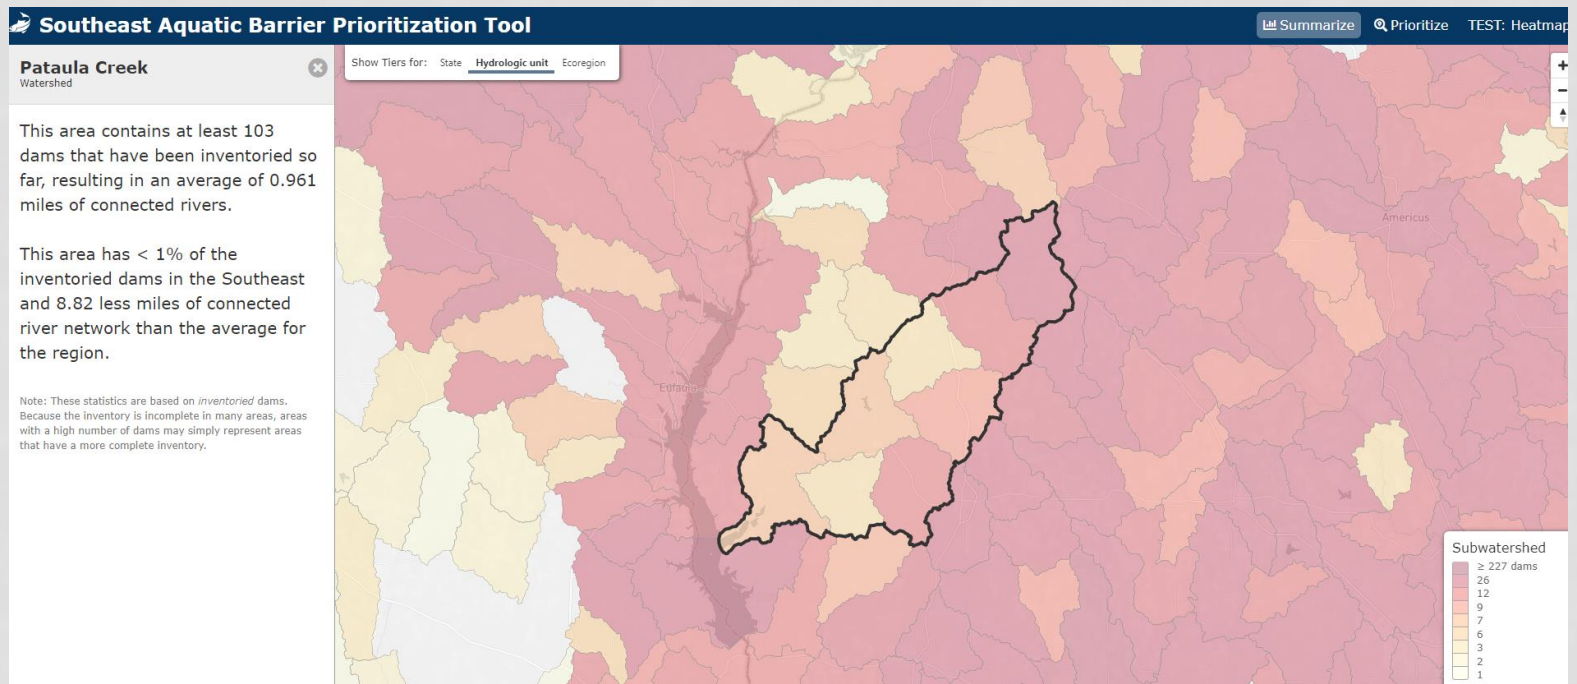 Southeast Aquatic Barrier Prioritization Tool
Summarize
Prioritize
TEST: Heatmap
Pataula Creek
Watershed
This area contains at least 103
dams that have been inventoried so
far, resulting in an average of 0.961
miles of connected rivers.
This area has < 1% of the
inventoried dams in the Southeast
and 8.82 less miles of connected
river network than the average for
the region.
Note: These statistics are based on inventoried dams.
Because the inventory is incomplete in many areas, areas
with a high number of dams may simply represent areas
that have a more complete inventory.
Show Tiers for: State Hydrologic unit Ecoregion
Americus
Eufaula
Subwatershed
≥ 227 dams
26
12
9
7
6
3
2
1